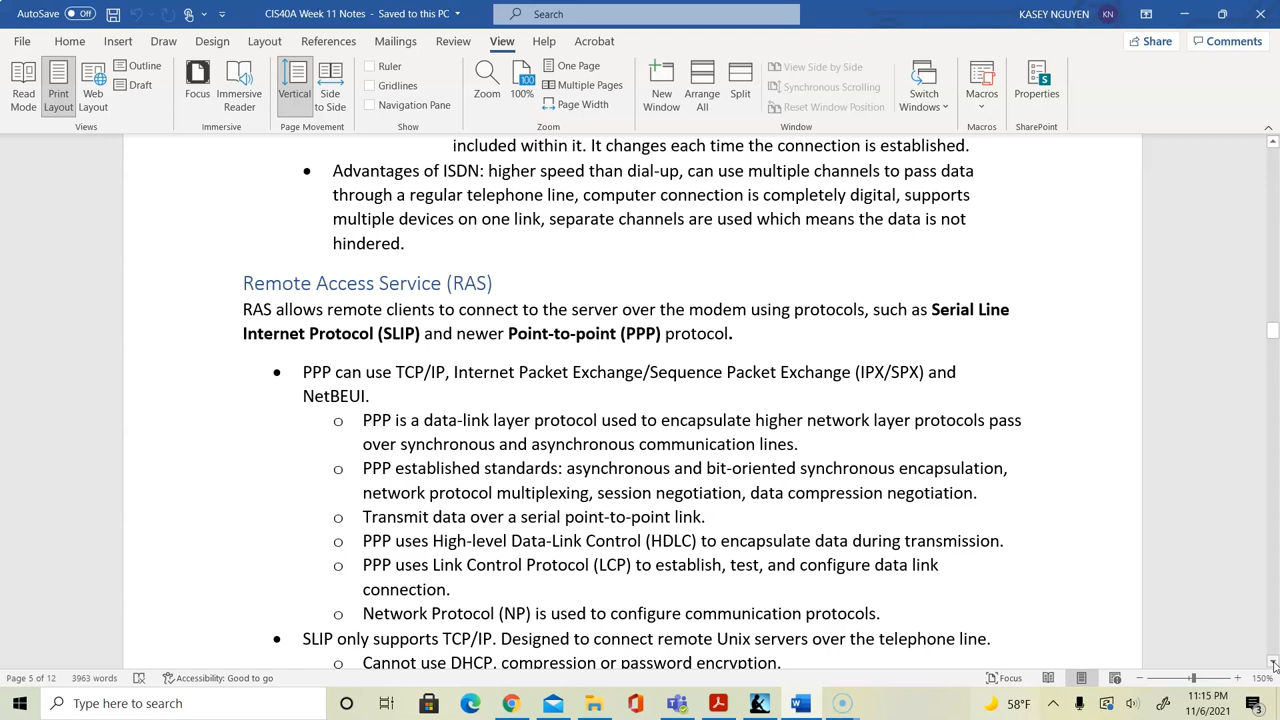 AutoSave Off CIS40A Week 11 Notes - Saved to this PC Search KASEY NGUYEN KN
File Home Insert Draw Design Layout References Mailings Review View Help Acrobat Share Comments
Read Mode Print Layout Web Layout Outline Draft Focus Immersive Reader Vertical Side to Side Ruler Gridlines Navigation Pane Zoom 100 100% One Page Multiple Pages Page Width New Window Arrange All Split View Side by Side Synchronous Scrolling Reset Window Position Switch Windows Macros Properties
Views Immersive Page Movement Show Zoom Window Macros SharePoint
included within it. It changes each time the connection is established.
• Advantages of ISDN: higher speed than dial-up, can use multiple channels to pass data
through a regular telephone line, computer connection is completely digital, supports
multiple devices on one link, separate channels are used which means the data is not
hindered.
Remote Access Service (RAS)
RAS allows remote clients to connect to the server over the modem using protocols, such as Serial Line
Internet Protocol (SLIP) and newer Point-to-point (PPP) protocol.
• PPP can use TCP/IP, Internet Packet Exchange/Sequence Packet Exchange (IPX/SPX) and
NetBEUI.
o PPP is a data-link layer protocol used to encapsulate higher network layer protocols pass
over synchronous and asynchronous communication lines.
o PPP established standards: asynchronous and bit-oriented synchronous encapsulation,
network protocol multiplexing, session negotiation, data compression negotiation.
o Transmit data over a serial point-to-point link.
o PPP uses High-level Data-Link Control (HDLC) to encapsulate data during transmission.
o PPP uses Link Control Protocol (LCP) to establish, test, and configure data link
connection.
o Network Protocol (NP) is used to configure communication protocols.
• SLIP only supports TCP/IP. Designed to connect remote Unix servers over the telephone line.
o Cannot use DHCP, compression or password encryption.
Page 5 of 12 3963 words Accessibility: Good to go Focus 150%
Type here to search 58°F 11:15 PM
11/6/2021 3